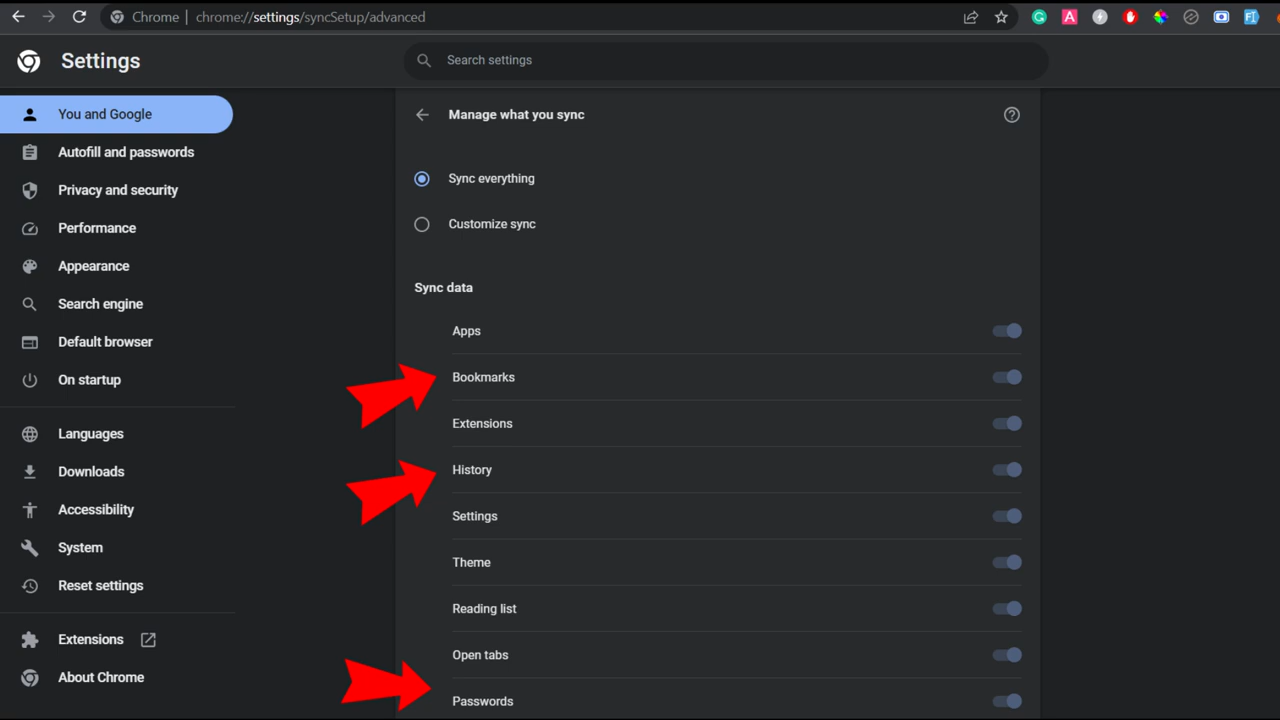 Chrome | chrome://settings/syncSetup/advanced
A
FI
Settings
Search settings
You and Google
Autofill and passwords
Privacy and security
Performance
Appearance
Search engine
Default browser
On startup
Languages
Downloads
Accessibility
System
Reset settings
Extensions
About Chrome
Manage what you sync
Sync everything
Customize sync
Sync data
Apps
Bookmarks
Extensions
History
Settings
Theme
Reading list
Open tabs
Passwords